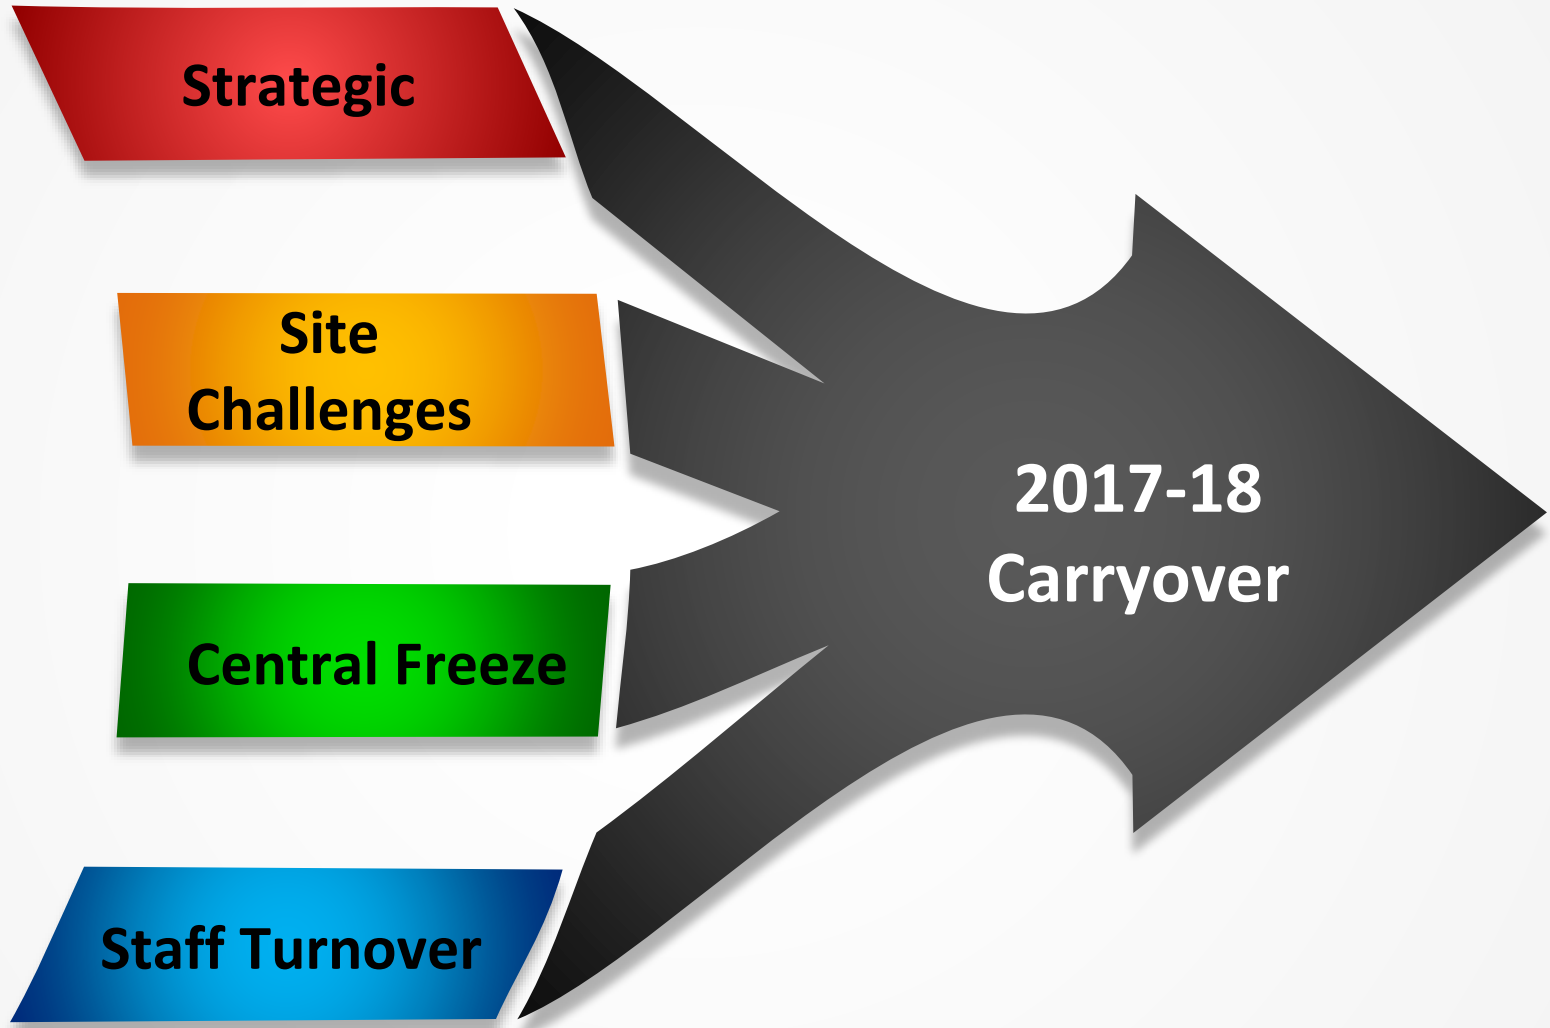 Strategic
Site
Challenges
2017-18
Carryover
Central Freeze
Staff Turnover